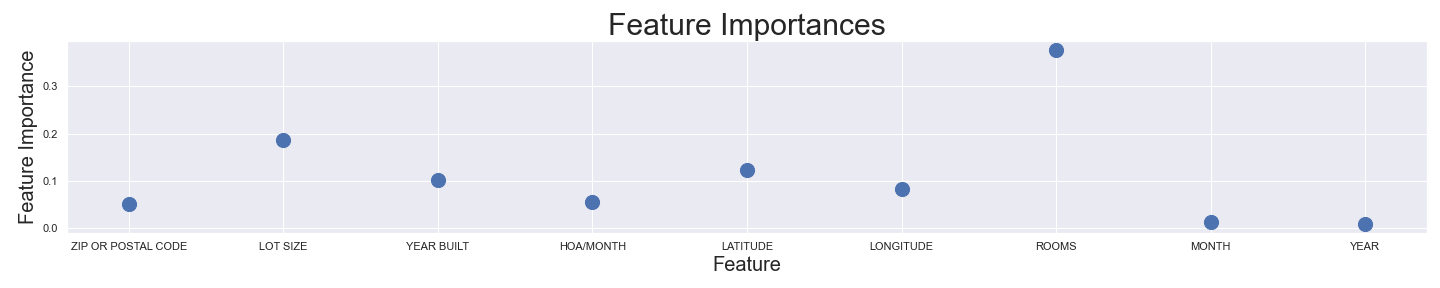 Feature Importances
Feature Importance
0.3
0.2
0.1
0.0
ZIP OR POSTAL CODE LOT SIZE YEAR BUILT HOA/MONTH LATITUDE LONGITUDE ROOMS MONTH YEAR
Feature